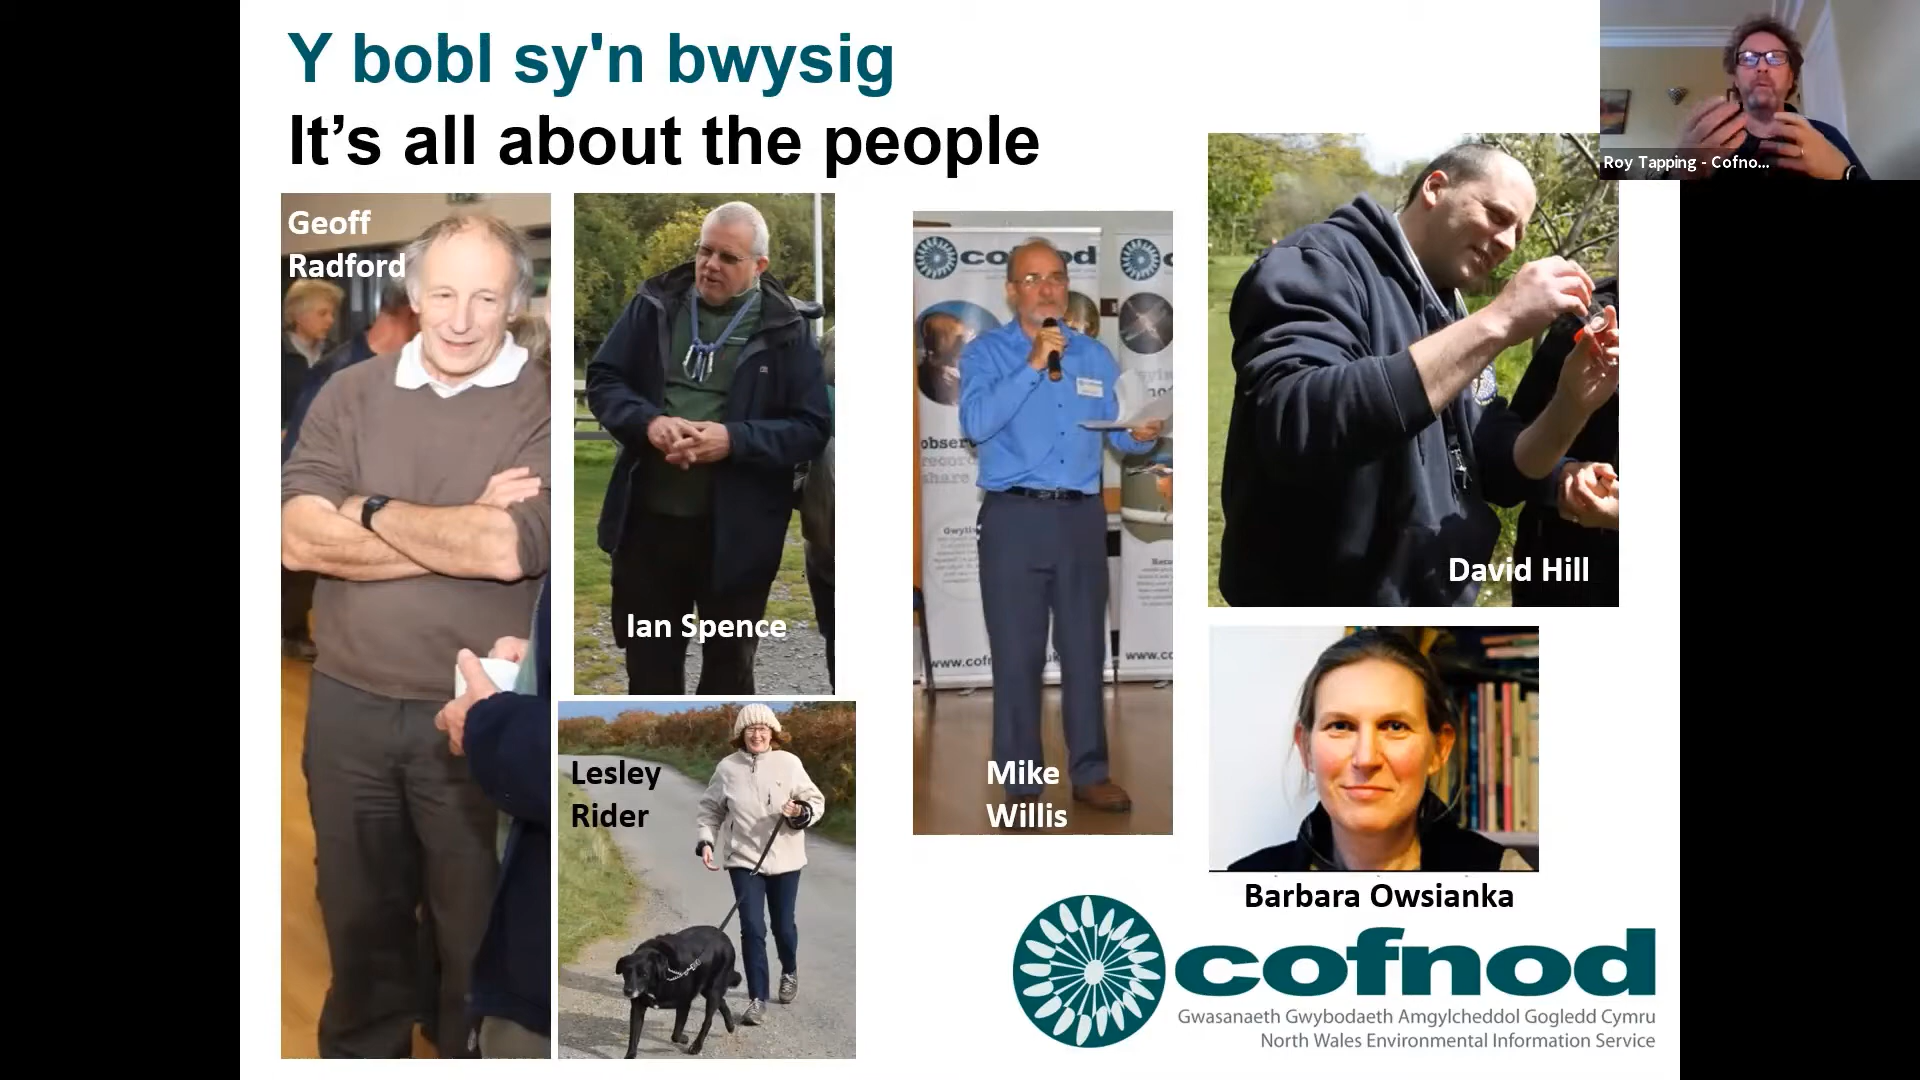 Y bobl sy'n bwysig
It's all about the people
Roy Tapping - Cofno...
Geoff
Radford
Ian Spence
Lesley
Rider
cofnod
Mike
Willis
David Hill
Barbara Owsianka
cofnod
Gwasanaeth Gwybodaeth Amgylcheddol Gogledd Cymru
North Wales Environmental Information Service